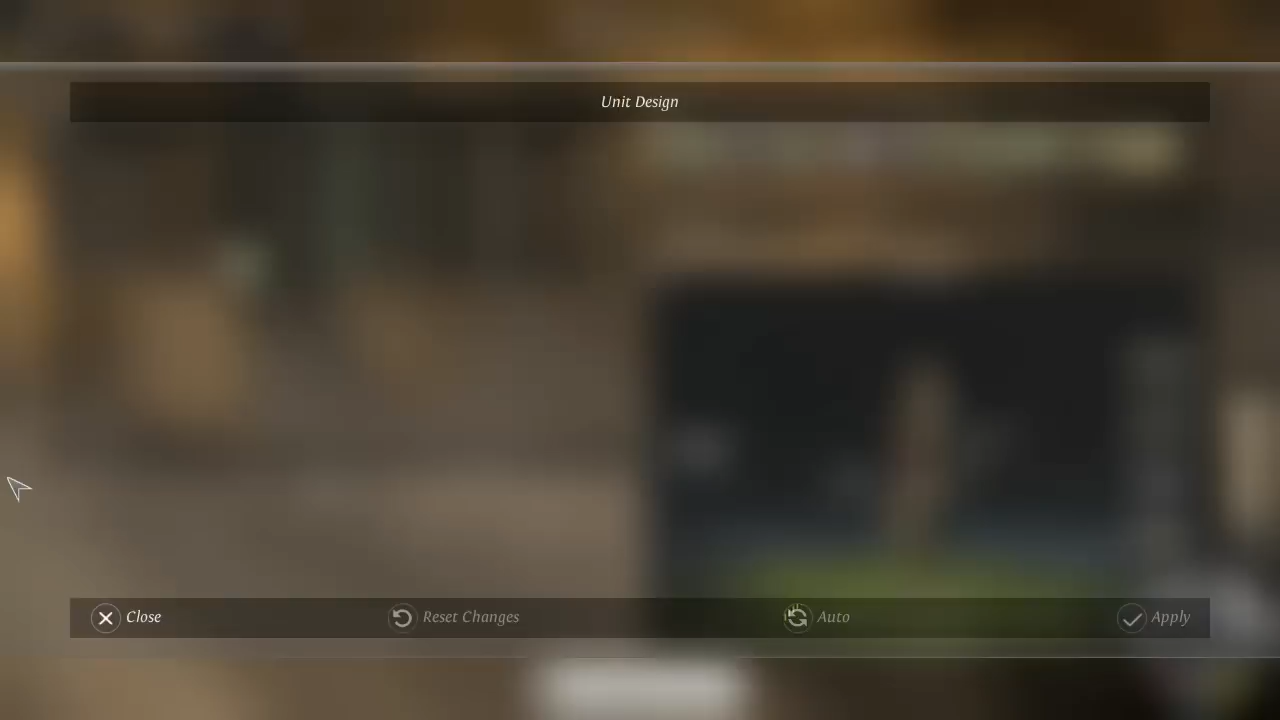 Unit Design
Close
Reset Changes
Auto
Apply